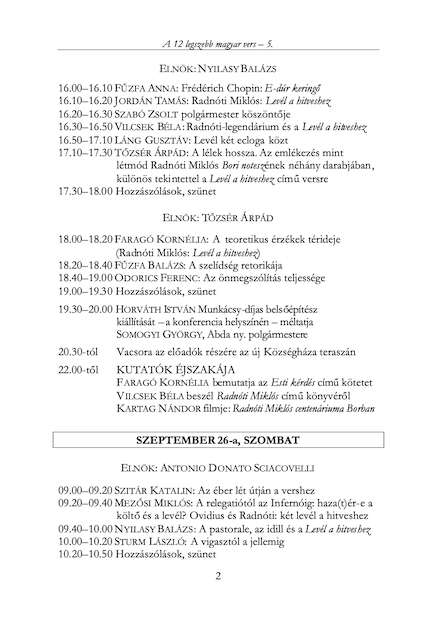 A 12 legszebb magyar vers – 5.
ELNÖK: NYILASY BALÁZS
16.00–16.10 FŰZFA ANNA: Frédérich Chopin: E-dúr keringő
16.10–16.20 JORDÁN TAMÁS: Radnóti Miklós: Levél a hitveshez
16.20–16.30 SZABÓ ZSOLT polgármester köszöntője
16.30–16.50 VILCSEK BÉLA: Radnóti-legendárium és a Levél a hitveshez
16.50–17.10 LÁNG GUSZTÁV: Levél két ecloga közt
17.10–17.30 TŐZSÉR ÁRPÁD: A lélek hossza. Az emlékezés mint
létmód Radnóti Miklós Bori noteszének néhány darabjában,
különös tekintettel a Levél a hitveshez című versre
17.30–18.00 Hozzászólások, szünet
ELNÖK: TŐZSÉR ÁRPÁD
18.00–18.20 FARAGÓ KORNÉLIA: A teoretikus érzékek térideje
(Radnóti Miklós: Levél a hitveshez)
18.20–18.40 FŰZFA BALÁZS: A szelídség retorikája
18.40–19.00 ODORICS FERENC: Az önmegszólítás teljessége
19.00–19.30 Hozzászólások, szünet
19.30–20.00 HORVÁTH ISTVÁN Munkácsy-díjas belsőépítész
kiállítását – a konferencia helyszínén – méltatja
SOMOGYI GYÖRGY, Abda ny. polgármestere
20.30-tól Vacsora az előadók részére az új Községháza teraszán
22.00-től KUTATÓK ÉJSZAKÁJA
FARAGÓ KORNÉLIA bemutatja az Esti kérdés című kötetet
VILCSEK BÉLA beszél Radnóti Miklós című könyvéről
KARTAG NÁNDOR filmje: Radnóti Miklós centenáriuma Borban
SZEPTEMBER 26-a, SZOMBAT
ELNÖK: ANTONIO DONATO SCIACOVELLI
09.00–09.20 SZITÁR KATALIN: Az éber lét útján a vershez
09.20–09.40 MEZŐSI MIKLÓS: A relegatiótól az Infernóig: haza(t)ér-e a
költő és a levél? Ovidius és Radnóti: két levél a hitveshez
09.40–10.00 NYILASY BALÁZS: A pastorale, az idill és a Levél a hitveshez
10.00–10.20 STURM LÁSZLÓ: A vigasztól a jellemig
10.20–10.50 Hozzászólások, szünet
2